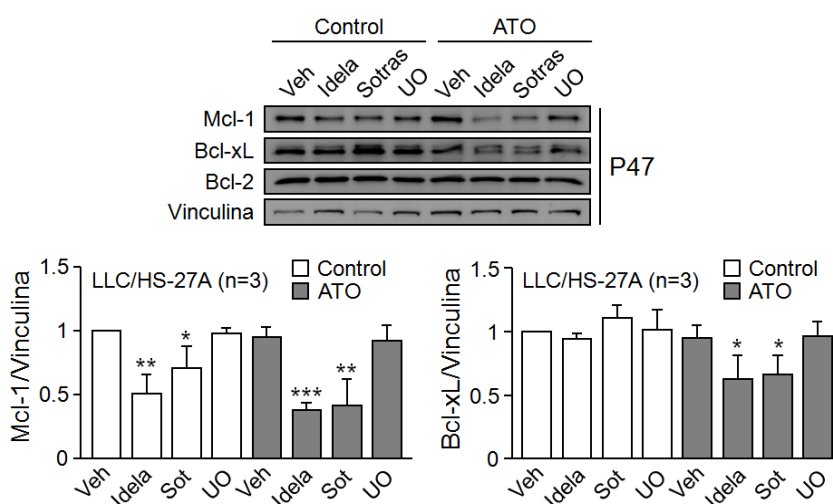 Control ATO
Veh Idela Sotras UO Veh Idela Sotras UO
Mcl-1
Bcl-xL
Bcl-2
Vinculina
P47
Mcl-1/Vinculina
1.5
1
0.5
0
LLC/HS-27A (n=3)
Control
ATO
** * *** **
Veh Idela Sot UO Veh Idela Sot UO
Bcl-xL/Vinculina
1.5
1
0.5
0
LLC/HS-27A (n=3)
Control
ATO
* *
Veh Idela Sot UO Veh Idela Sot UO